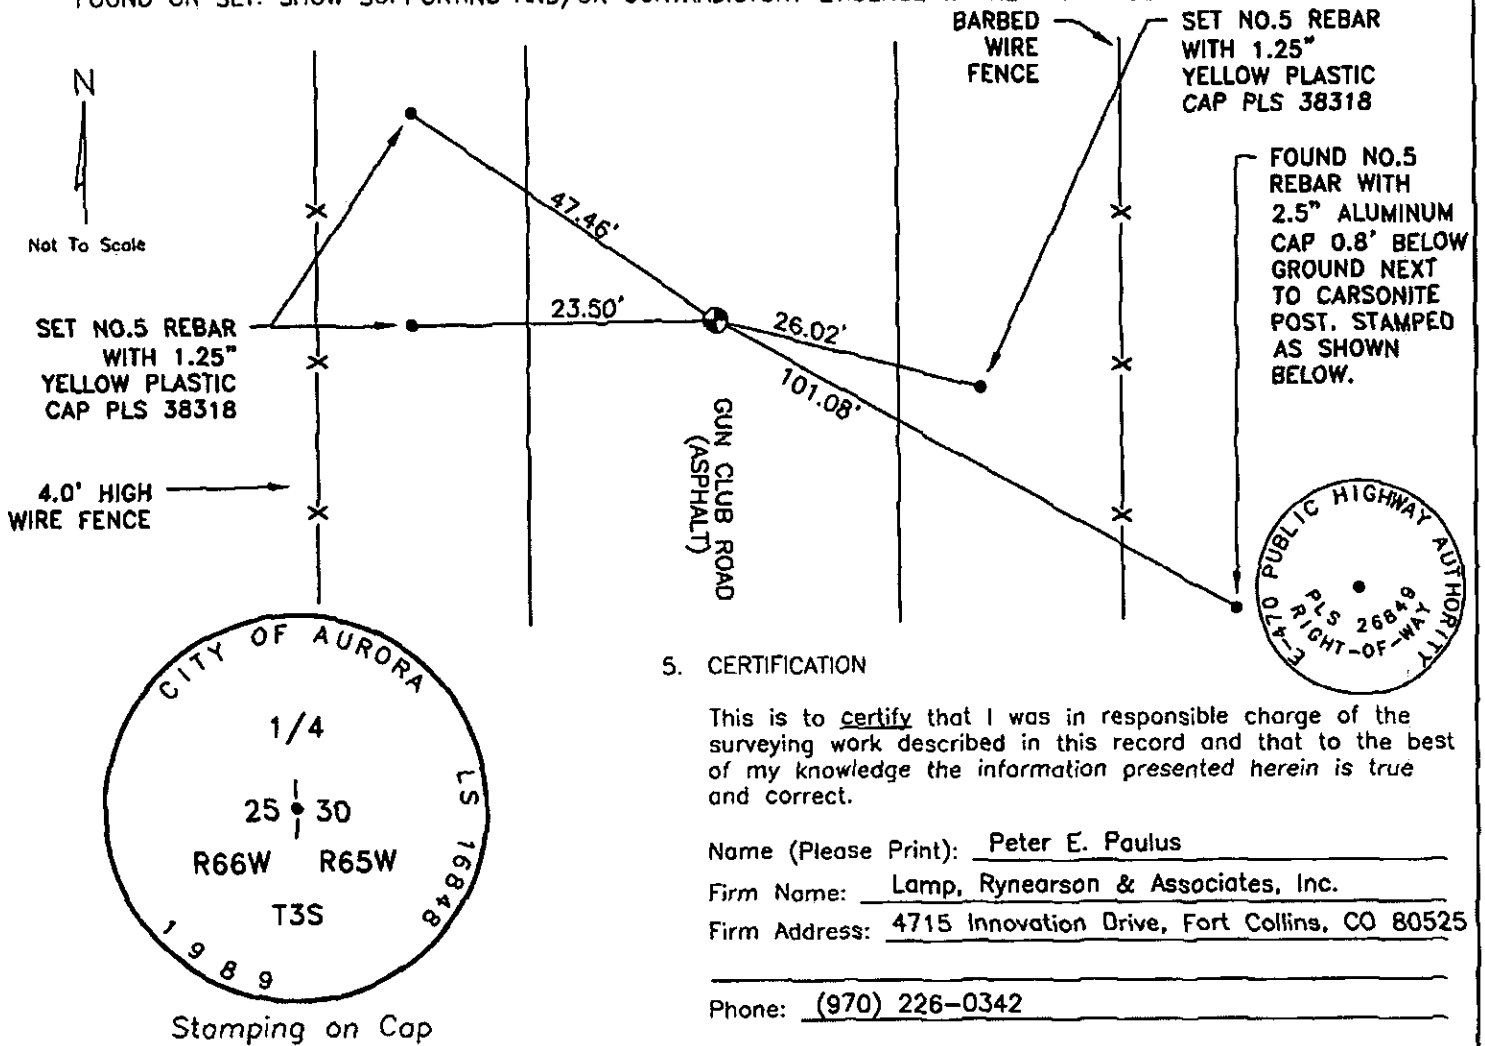 BARBED
WIRE
FENCE
SET NO.5 REBAR
WITH 1.25"
YELLOW PLASTIC
CAP PLS 38318
N
Not To Scale
FOUND NO.5
REBAR WITH
2.5" ALUMINUM
CAP 0.8' BELOW
GROUND NEXT
TO CARSONITE
POST. STAMPED
AS SHOWN
BELOW.
47.46'
23.50'
26.02'
101.08'
SET NO.5 REBAR
WITH 1.25"
YELLOW PLASTIC
CAP PLS 38318
GUN CLUB ROAD
(ASPHALT)
4.0' HIGH
WIRE FENCE
E-470 PUBLIC HIGHWAY AUTHORITY
PLS 26849
RIGHT-OF-WAY
CITY OF AURORA
LS 16848
1/4
25 30
R66W R65W
T3S
1989
Stamping on Cap
5. CERTIFICATION
This is to certify that I was in responsible charge of the
surveying work described in this record and that to the best
of my knowledge the information presented herein is true
and correct.
Name (Please Print): Peter E. Paulus
Firm Name: Lamp, Rynearson & Associates, Inc.
Firm Address: 4715 Innovation Drive, Fort Collins, CO 80525
Phone: (970) 226-0342